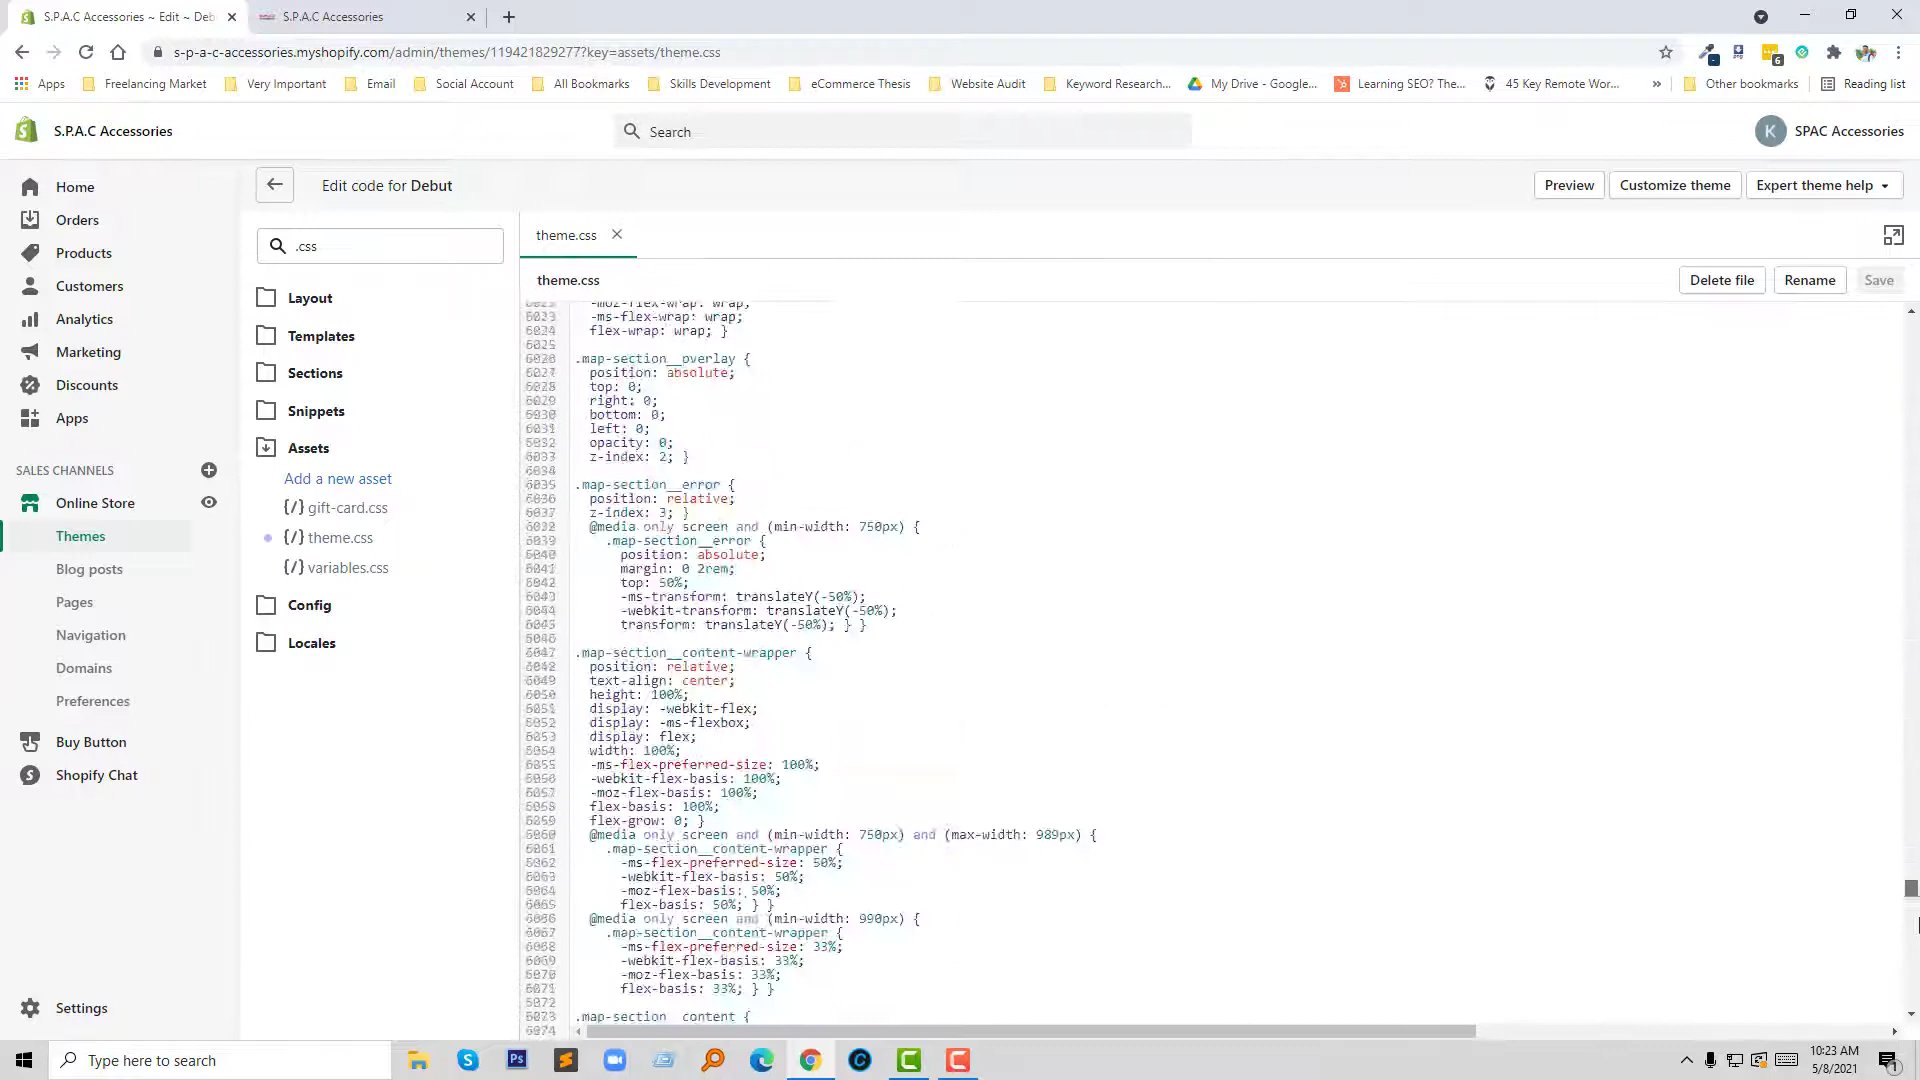 S.P.A.C Accessories ~ Edit ~ Deb
S.P.A.C Accessories
s-p-a-c-accessories.myshopify.com/admin/themes/119421829277?key=assets/theme.css
6
Apps
Freelancing Market
Very Important
Email
Social Account
All Bookmarks
Skills Development
eCommerce Thesis
Website Audit
Keyword Research...
My Drive - Google...
Learning SEO? The...
45 Key Remote Wor...
»
Other bookmarks
Reading list
S.P.A.C Accessories
Search
K
SPAC Accessories
Home
Orders
Products
Customers
Analytics
Marketing
Discounts
Apps
SALES CHANNELS
Online Store
Themes
Blog posts
Pages
Navigation
Domains
Preferences
Buy Button
Shopify Chat
Settings
Edit code for Debut
Preview
Customize theme
Expert theme help
.css
Layout
Templates
Sections
Snippets
Assets
Add a new asset
{/} gift-card.css
{/} theme.css
{/} variables.css
Config
Locales
theme.css
theme.css
Delete file
Rename
Save
-moz-flex-wrap: wrap;
-ms-flex-wrap: wrap;
flex-wrap: wrap; }
.map-section__overlay {
position: absolute;
top: 0;
right: 0;
bottom: 0;
left: 0;
opacity: 0;
z-index: 2; }
.map-section__error {
position: relative;
z-index: 3; }
@media only screen and (min-width: 750px) {
.map-section__error {
position: absolute;
margin: 0 2rem;
top: 50%;
-ms-transform: translateY(-50%);
-webkit-transform: translateY(-50%);
transform: translateY(-50%); } }
.map-section__content-wrapper {
position: relative;
text-align: center;
height: 100%;
display: -webkit-flex;
display: -ms-flexbox;
display: flex;
width: 100%;
-ms-flex-preferred-size: 100%;
-webkit-flex-basis: 100%;
-moz-flex-basis: 100%;
flex-basis: 100%;
flex-grow: 0; }
@media only screen and (min-width: 750px) and (max-width: 989px) {
.map-section__content-wrapper {
-ms-flex-preferred-size: 50%;
-webkit-flex-basis: 50%;
-moz-flex-basis: 50%;
flex-basis: 50%; } }
@media only screen and (min-width: 990px) {
.map-section__content-wrapper {
-ms-flex-preferred-size: 33%;
-webkit-flex-basis: 33%;
-moz-flex-basis: 33%;
flex-basis: 33%; } }
.map-section__content {
Type here to search
Ps
10:23 AM
5/8/2021